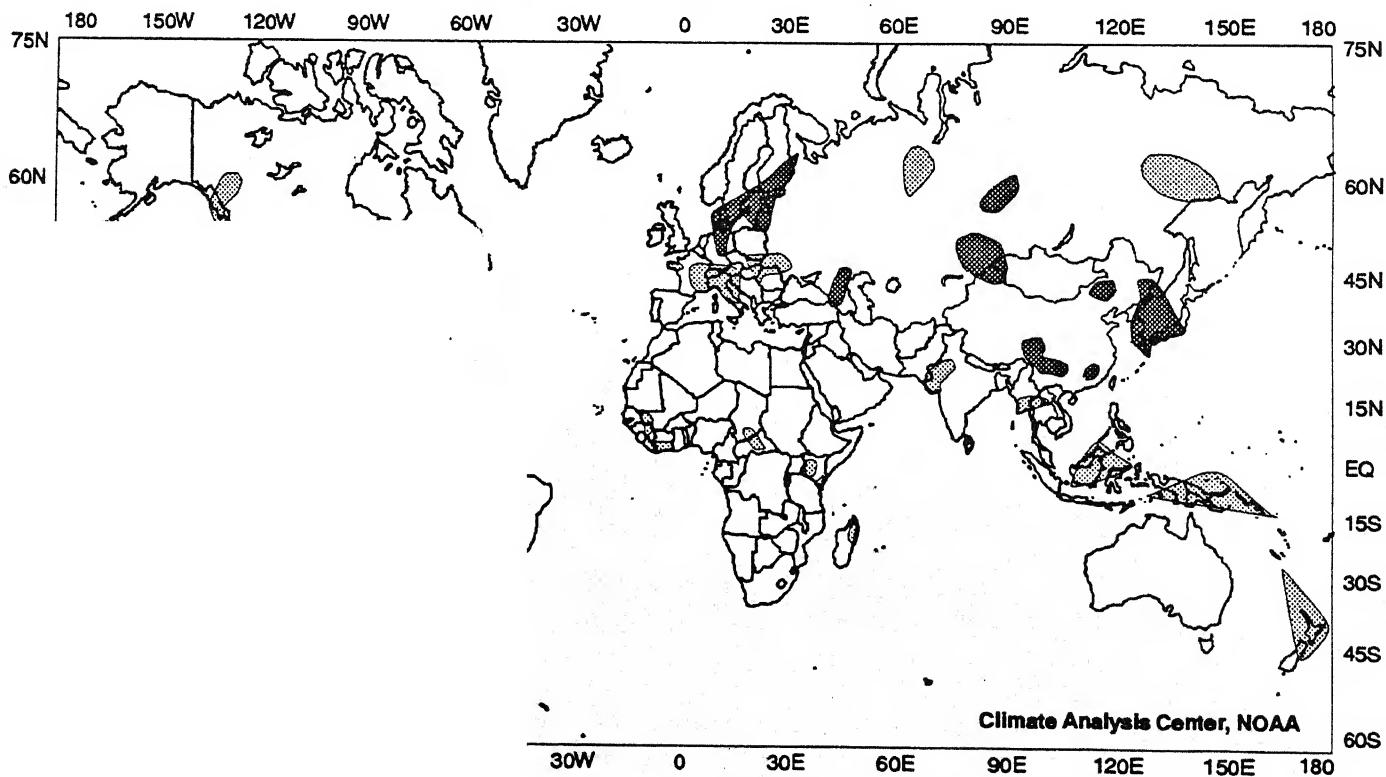 180 150W 120W 90W 60W 30W 0 30E 60E 90E 120E 150E 180
75N 75N
60N 60N
45N
30N
15N
EQ
15S
30S
45S
Climate Analysis Center, NOAA
60S
30W 0 30E 60E 90E 120E 150E 180